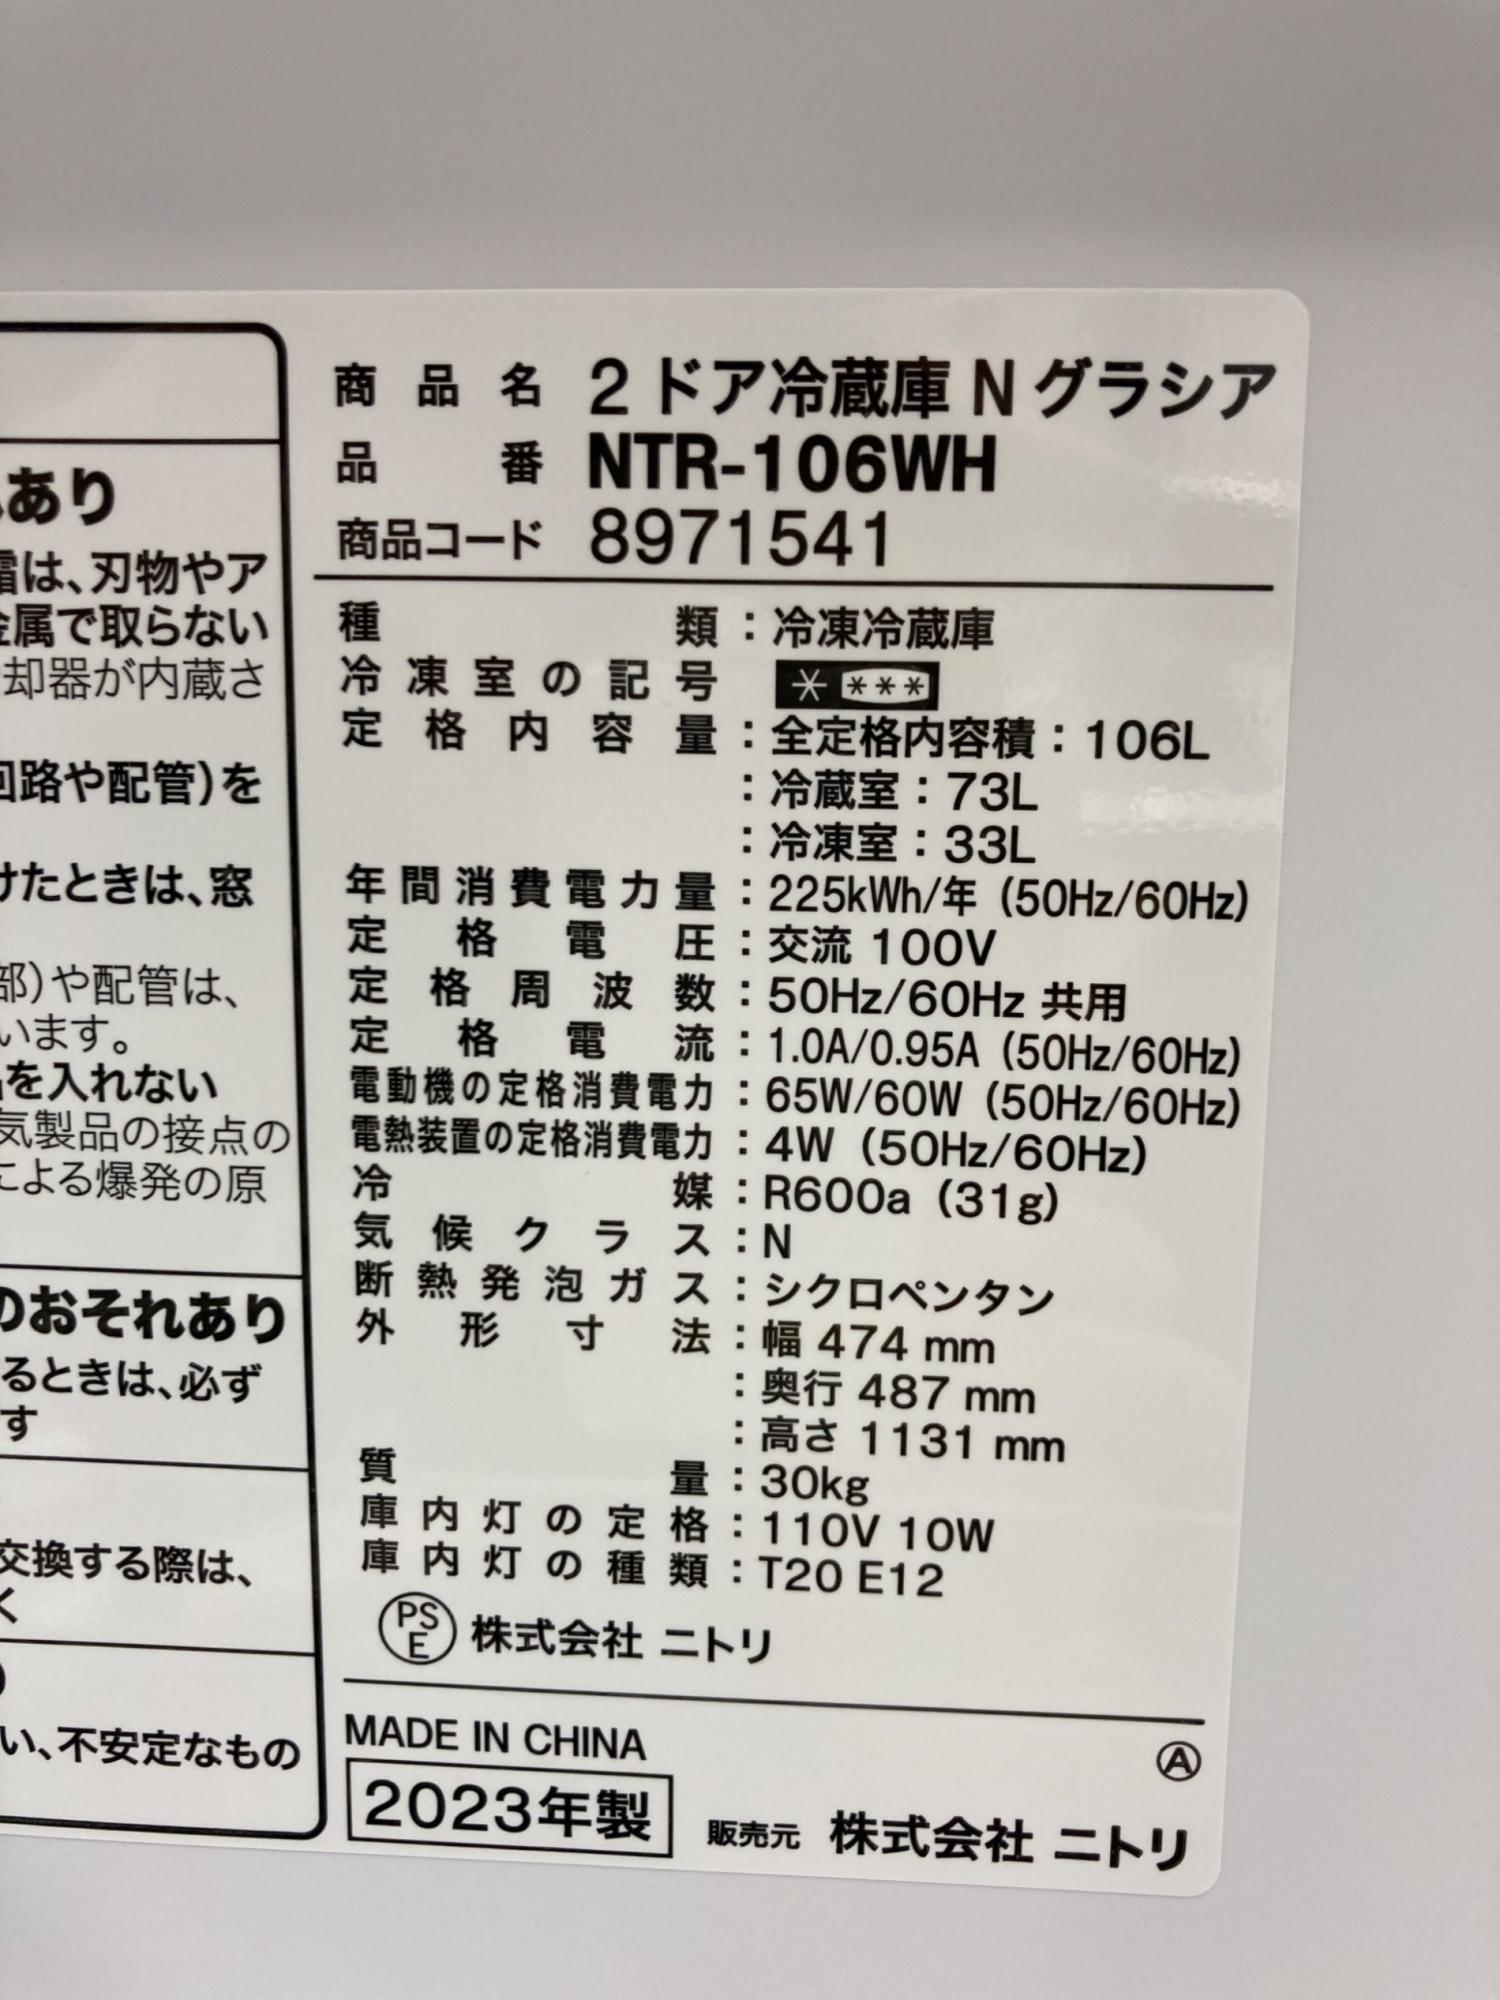 れあり
霜は、刃物やア
金属で取らない
却器が内蔵さ
回路や配管)を
けたときは、窓
部)や配管は、
います。
品を入れない
気製品の接点の
による爆発の原
のおそれあり
るときは、必ず
す
交換する際は、
く
い、不安定なもの
商品名 2ドア冷蔵庫 N グラシア
品番 NTR-106WH
商品コード 8971541
種類：冷凍冷蔵庫
冷凍室の記号 * ***
定格内容量：全定格内容積：106L
：冷蔵室：73L
：冷凍室：33L
年間消費電力量：225kWh/年 (50Hz/60Hz)
定格電圧：交流 100V
定格周波数：50Hz/60Hz 共用
定格電流：1.0A/0.95A (50Hz/60Hz)
電動機の定格消費電力：65W/60W (50Hz/60Hz)
電熱装置の定格消費電力：4W (50Hz/60Hz)
冷媒：R600a (31g)
気候クラス：N
断熱発泡ガス：シクロペンタン
外形寸法：幅 474 mm
：奥行 487 mm
：高さ 1131 mm
質量：30kg
庫内灯の定格：110V 10W
庫内灯の種類：T20 E12
PSE 株式会社 ニトリ
MADE IN CHINA
Ⓐ
2023年製
販売元 株式会社 ニトリ